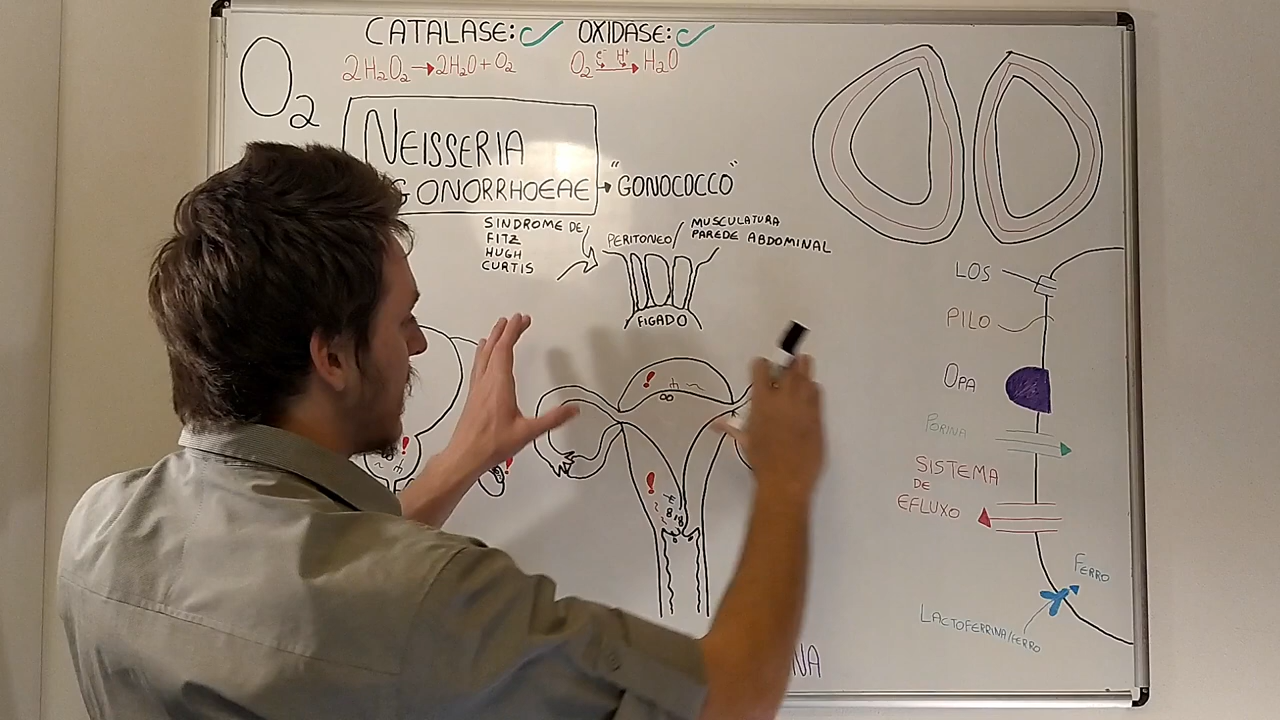 CATALASE: OXIDASE:
2H₂O₂→2H₂O+O₂ O₂ e⁻ H⁺ → H₂O
O₂
NEISSERIA
GONORRHOEAE → "GONOCOCCO"
SINDROME DE
FITZ
HUGH
CURTIS
PERITONEO / MUSCULATURA
PAREDE ABDOMINAL
FIGADO
LOS
PILO
OPA
PORINA
SISTEMA
DE
EFLUXO
FERRO
LACTOFERRINA/FERRO